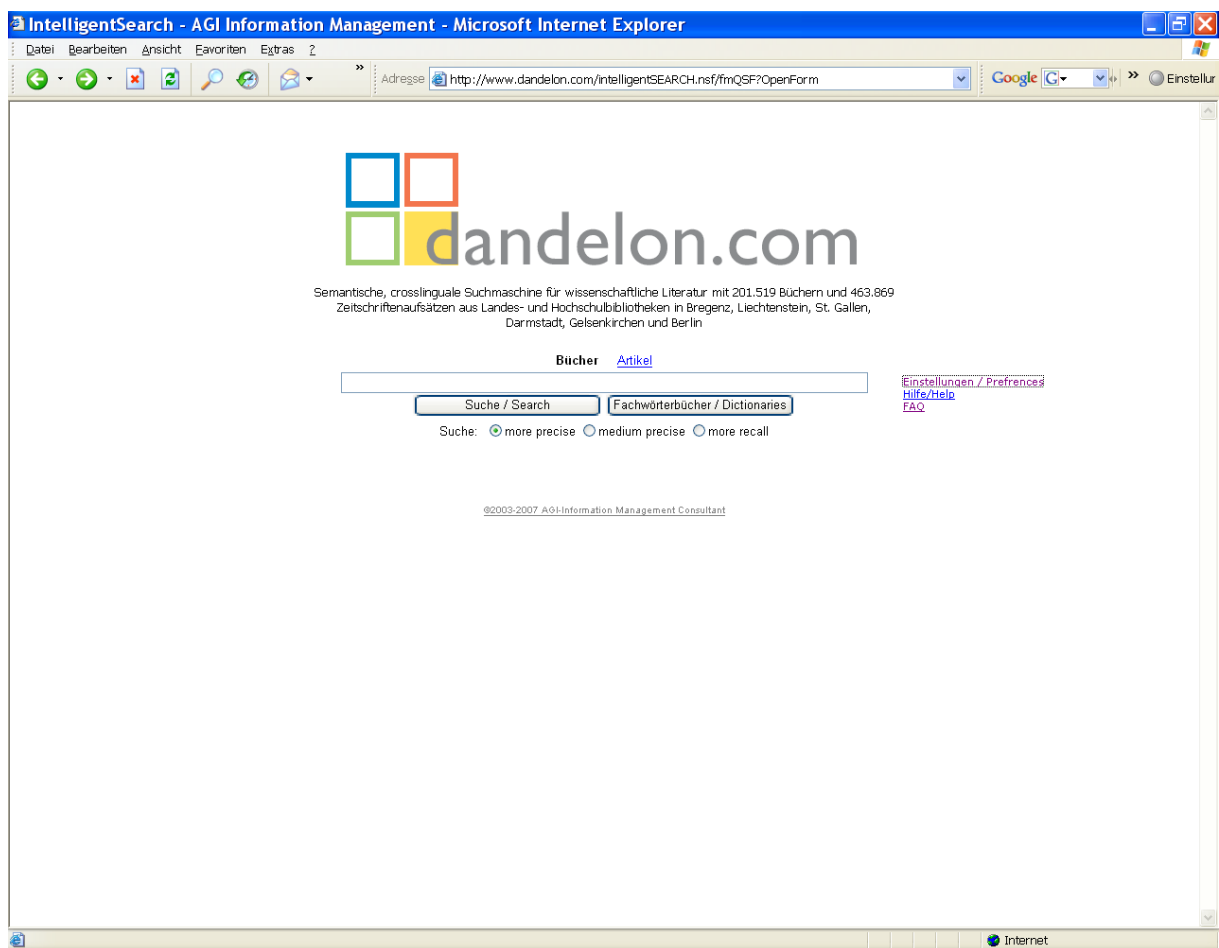 IntelligentSearch - AGI Information Management - Microsoft Internet Explorer
Datei Bearbeiten Ansicht Favoriten Extras ?
» Adresse http://www.dandelon.com/intelligentSEARCH.nsf/fmQSF?OpenForm Google G » Einstellur
dandelon.com
Semantische, crosslinguale Suchmaschine für wissenschaftliche Literatur mit 201.519 Büchern und 463.869
Zeitschriftenaufsätzen aus Landes- und Hochschulbibliotheken in Bregenz, Liechtenstein, St. Gallen,
Darmstadt, Gelsenkirchen und Berlin
Bücher Artikel
Einstellungen / Prefrences
Hilfe/Help
FAQ
Suche / Search Fachwörterbücher / Dictionaries
Suche: more precise medium precise more recall
©2003-2007 AGI-Information Management Consultant
Internet